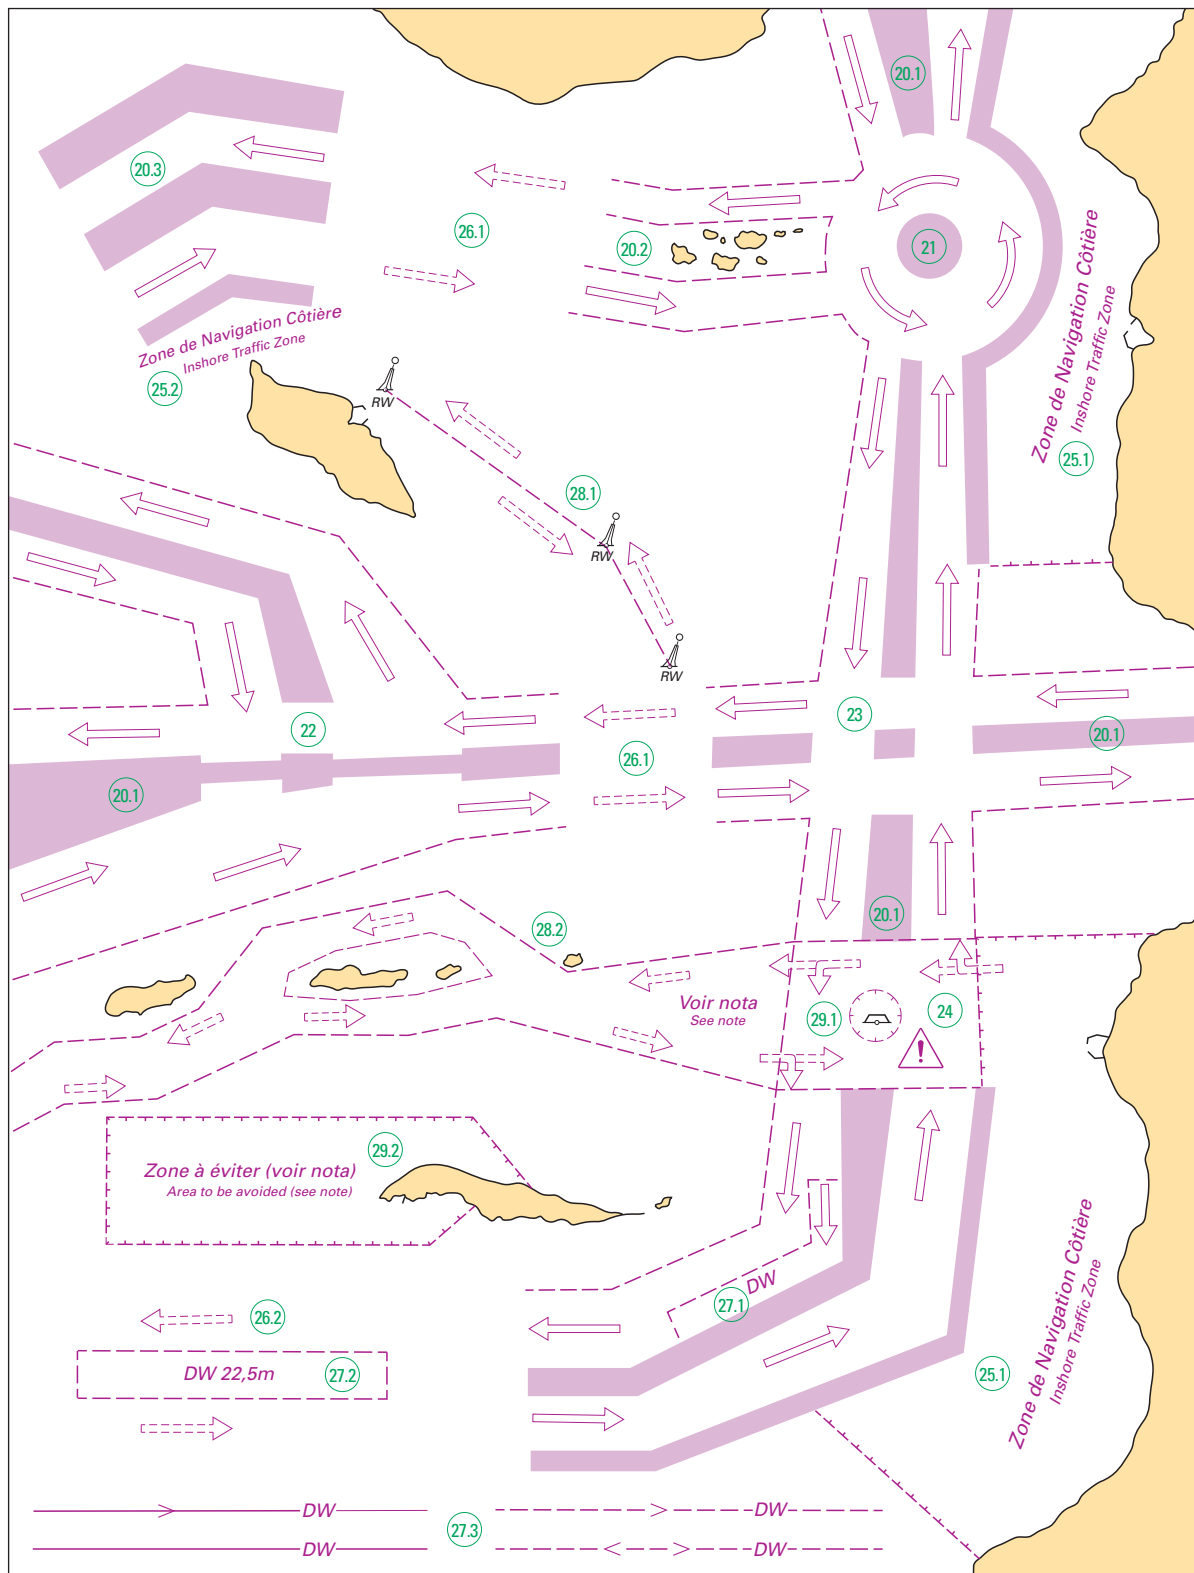 20.1
20.3
26.1
20.2
21
Zone de Navigation Côtière
Inshore Traffic Zone
25.1
Zone de Navigation Côtière
Inshore Traffic Zone
25.2
RW
28.1
RW
RW
22
23
20.1
26.1
20.1
20.1
28.2
Voir nota
See note
29.1
24
!
29.2
Zone à éviter (voir nota)
Area to be avoided (see note)
DW
27.1
26.2
DW 22,5m
27.2
25.1
Zone de Navigation Côtière
Inshore Traffic Zone
DW
DW
27.3
DW
DW